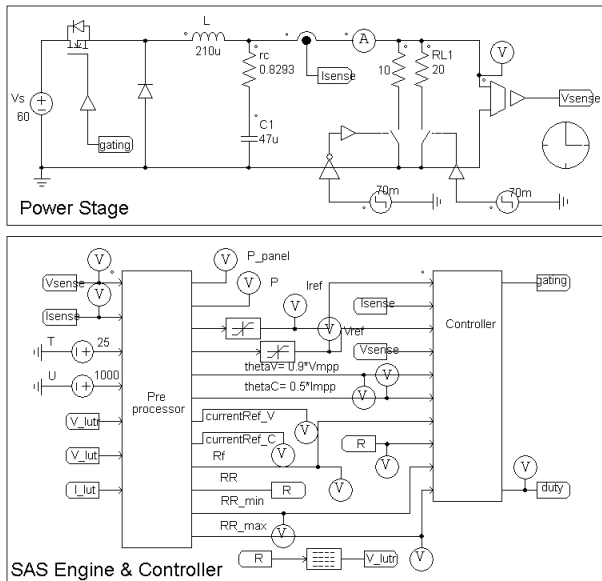 L
210u
rc
0.8293
Isense
A
10
RL1
20
V
Vsense
Vs
60
C1
47u
gating
70m
70m
Power Stage
V
P_panel
V
P
Vsense
V
Isense
T
25
U
1000
V_lutr
V_lut
I_lut
Pre
processor
Iref
V
V
Vref
Isense
Vsense
thetaV= 0.9*Vmpp
thetaC= 0.5*Impp
V
V
currentRef_V
V
currentRef_C
V
Rf
V
RR
R
RR_min
V
RR_max
V
R
V
Controller
gating
V
duty
R
V_lutr
SAS Engine & Controller